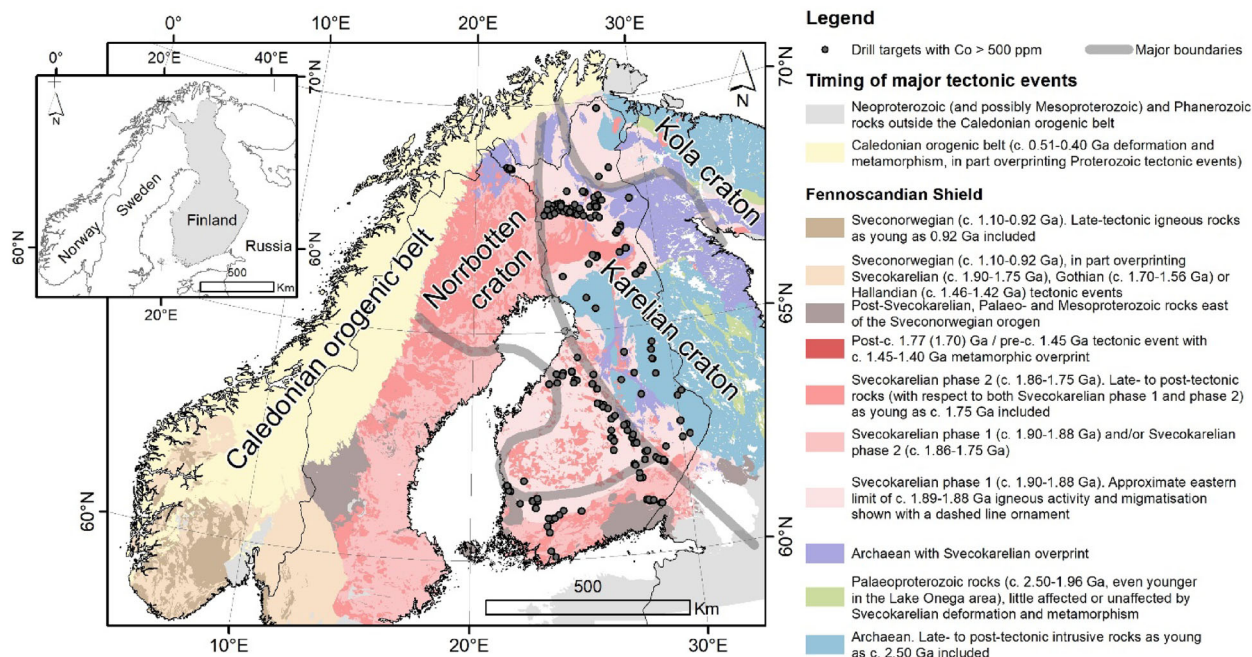 0°
10°E
20°E
30°E
0°
20°E
40°E
70°N
70°N
N
N
Norway
Sweden
Finland
Russia
60°N
60°N
500
Km
20°E
Kola craton
Caledonian orogenic belt
Norrbotten
craton
Karelian craton
65°N
60°N
60°N
500
Km
10°E
20°E
30°E
Legend
Drill targets with Co > 500 ppm
Major boundaries
Timing of major tectonic events
Neoproterozoic (and possibly Mesoproterozoic) and Phanerozoic
rocks outside the Caledonian orogenic belt
Caledonian orogenic belt (c. 0.51-0.40 Ga deformation and
metamorphism, in part overprinting Proterozoic tectonic events)
Fennoscandian Shield
Sveconorwegian (c. 1.10-0.92 Ga). Late-tectonic igneous rocks
as young as 0.92 Ga included
Sveconorwegian (c. 1.10-0.92 Ga), in part overprinting
Svecokarelian (c. 1.90-1.75 Ga), Gothian (c. 1.70-1.56 Ga) or
Hallandian (c. 1.46-1.42 Ga) tectonic events
Post-Svecokarelian, Palaeo- and Mesoproterozoic rocks east
of the Sveconorwegian orogen
Post-c. 1.77 (1.70) Ga / pre-c. 1.45 Ga tectonic event with
c. 1.45-1.40 Ga metamorphic overprint
Svecokarelian phase 2 (c. 1.86-1.75 Ga). Late- to post-tectonic
rocks (with respect to both Svecokarelian phase 1 and phase 2)
as young as c. 1.75 Ga included
Svecokarelian phase 1 (c. 1.90-1.88 Ga) and/or Svecokarelian
phase 2 (c. 1.86-1.75 Ga)
Svecokarelian phase 1 (c. 1.90-1.88 Ga). Approximate eastern
limit of c. 1.89-1.88 Ga igneous activity and migmatisation
shown with a dashed line ornament
Archaean with Svecokarelian overprint
Palaeoproterozoic rocks (c. 2.50-1.96 Ga, even younger
in the Lake Onega area), little affected or unaffected by
Svecokarelian deformation and metamorphism
Archaean. Late- to post-tectonic intrusive rocks as young
as c. 2.50 Ga included